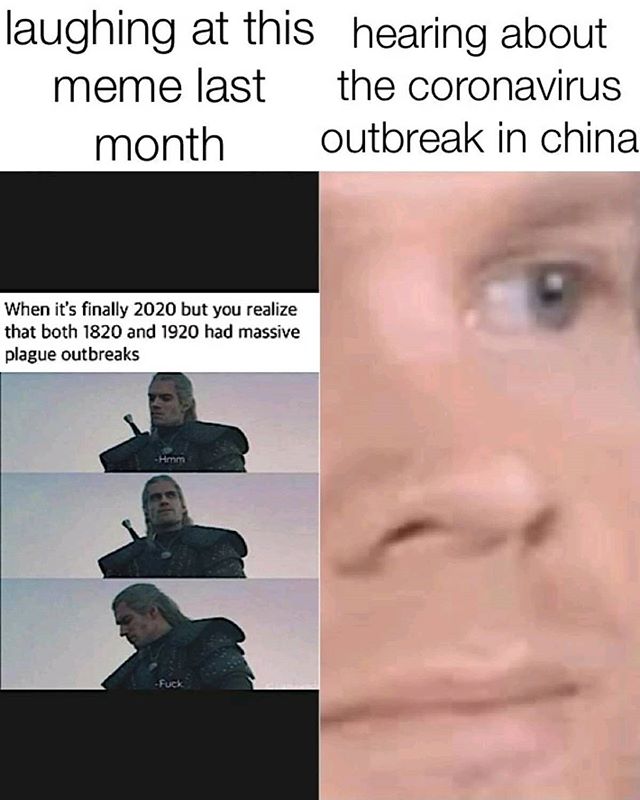 laughing at this
meme last
month
hearing about
the coronavirus
outbreak in china
When it's finally 2020 but you realize
that both 1820 and 1920 had massive
plague outbreaks
-Hmm
-Fuck